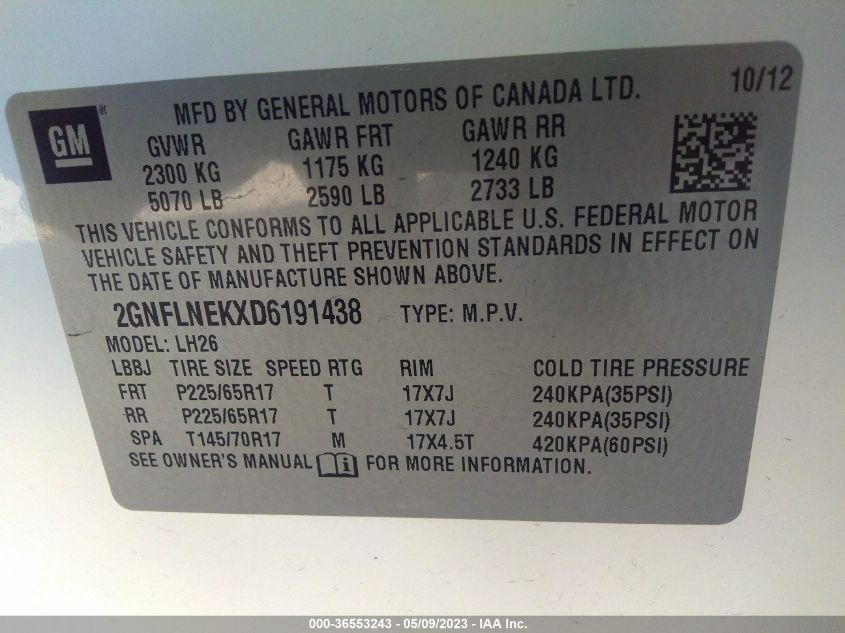 10/12
MFD BY GENERAL MOTORS OF CANADA LTD.
GM ®
GVWR GAWR FRT GAWR RR
2300 KG 1175 KG 1240 KG
5070 LB 2590 LB 2733 LB
THIS VEHICLE CONFORMS TO ALL APPLICABLE U.S. FEDERAL MOTOR
VEHICLE SAFETY AND THEFT PREVENTION STANDARDS IN EFFECT ON
THE DATE OF MANUFACTURE SHOWN ABOVE.
2GNFLNEKXD6191438 TYPE: M.P.V.
MODEL: LH26
LBBJ TIRE SIZE SPEED RTG RIM COLD TIRE PRESSURE
FRT P225/65R17 T 17X7J 240KPA(35PSI)
RR P225/65R17 T 17X7J 240KPA(35PSI)
SPA T145/70R17 M 17X4.5T 420KPA(60PSI)
SEE OWNER'S MANUAL i FOR MORE INFORMATION.
000-36553243 - 05/09/2023 - IAA Inc.